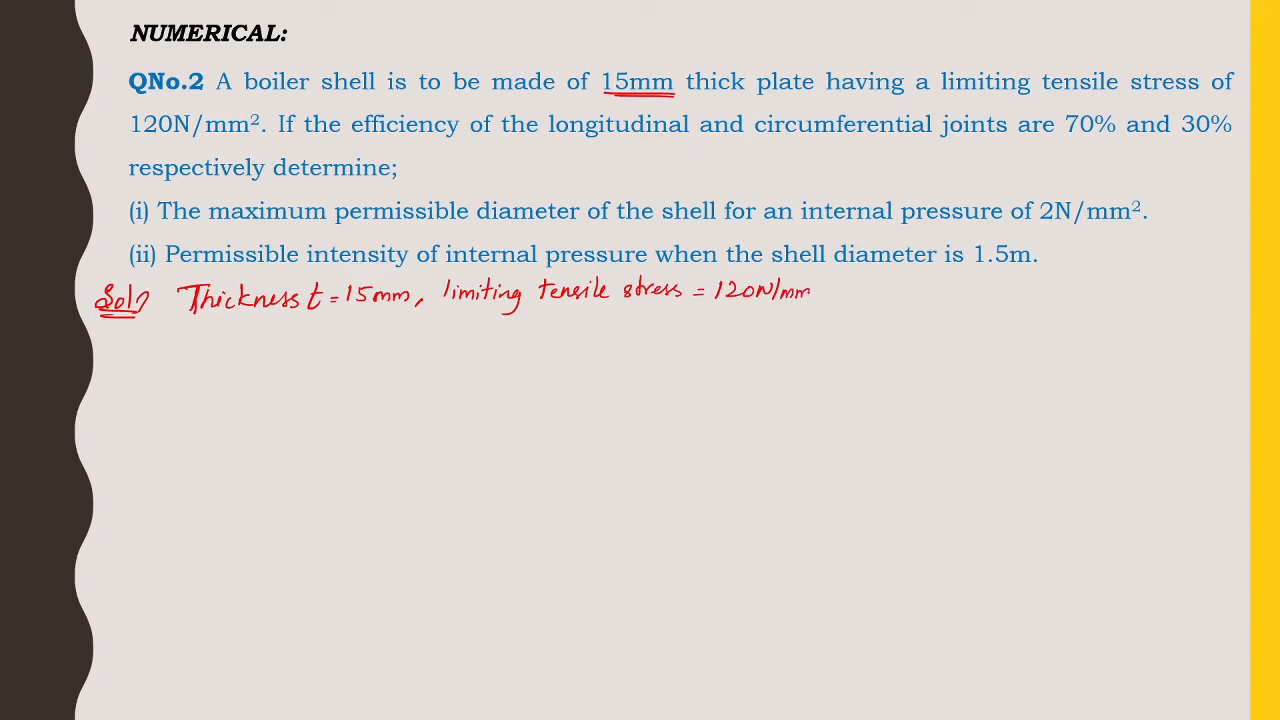 NUMERICAL:
QNo.2 A boiler shell is to be made of 15mm thick plate having a limiting tensile stress of
120N/mm². If the efficiency of the longitudinal and circumferential joints are 70% and 30%
respectively determine;
(i) The maximum permissible diameter of the shell for an internal pressure of 2N/mm².
(ii) Permissible intensity of internal pressure when the shell diameter is 1.5m.
Soln Thickness t = 15mm, limiting tensile stress = 120N/mm